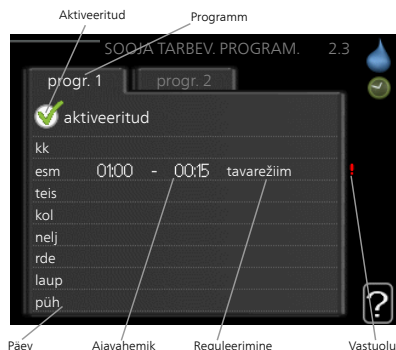 Aktiveeritud
Programm
SOOJA TARBEV. PROGRAM. 2.3
progr. 1 progr. 2
aktiveeritud
kk
esm 01:00 - 00:15 tavarežiim !
teis
kol
nelj
rde
laup
püh
?
Päev Ajavahemik Reguleerimine Vastuolu